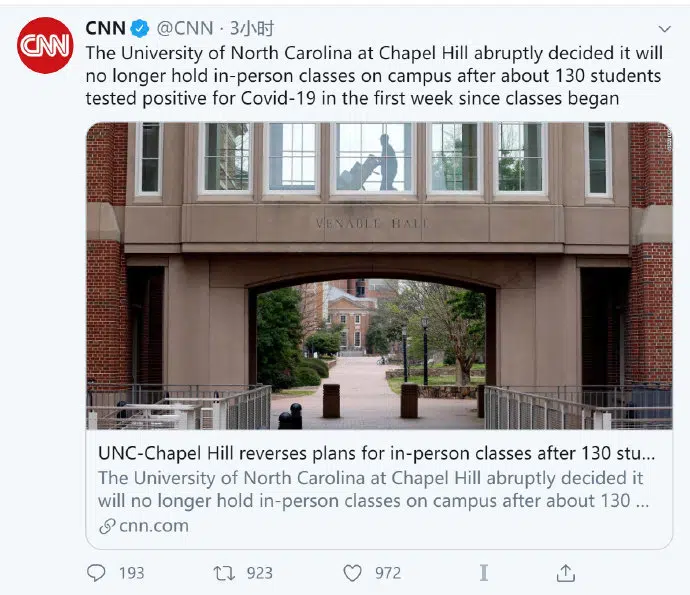 CNN
CNN @CNN · 3小时
The University of North Carolina at Chapel Hill abruptly decided it will
no longer hold in-person classes on campus after about 130 students
tested positive for Covid-19 in the first week since classes began
VENABLE HALL
UNC-Chapel Hill reverses plans for in-person classes after 130 stu...
The University of North Carolina at Chapel Hill abruptly decided it
will no longer hold in-person classes on campus after about 130 ...
cnn.com
193 923 972